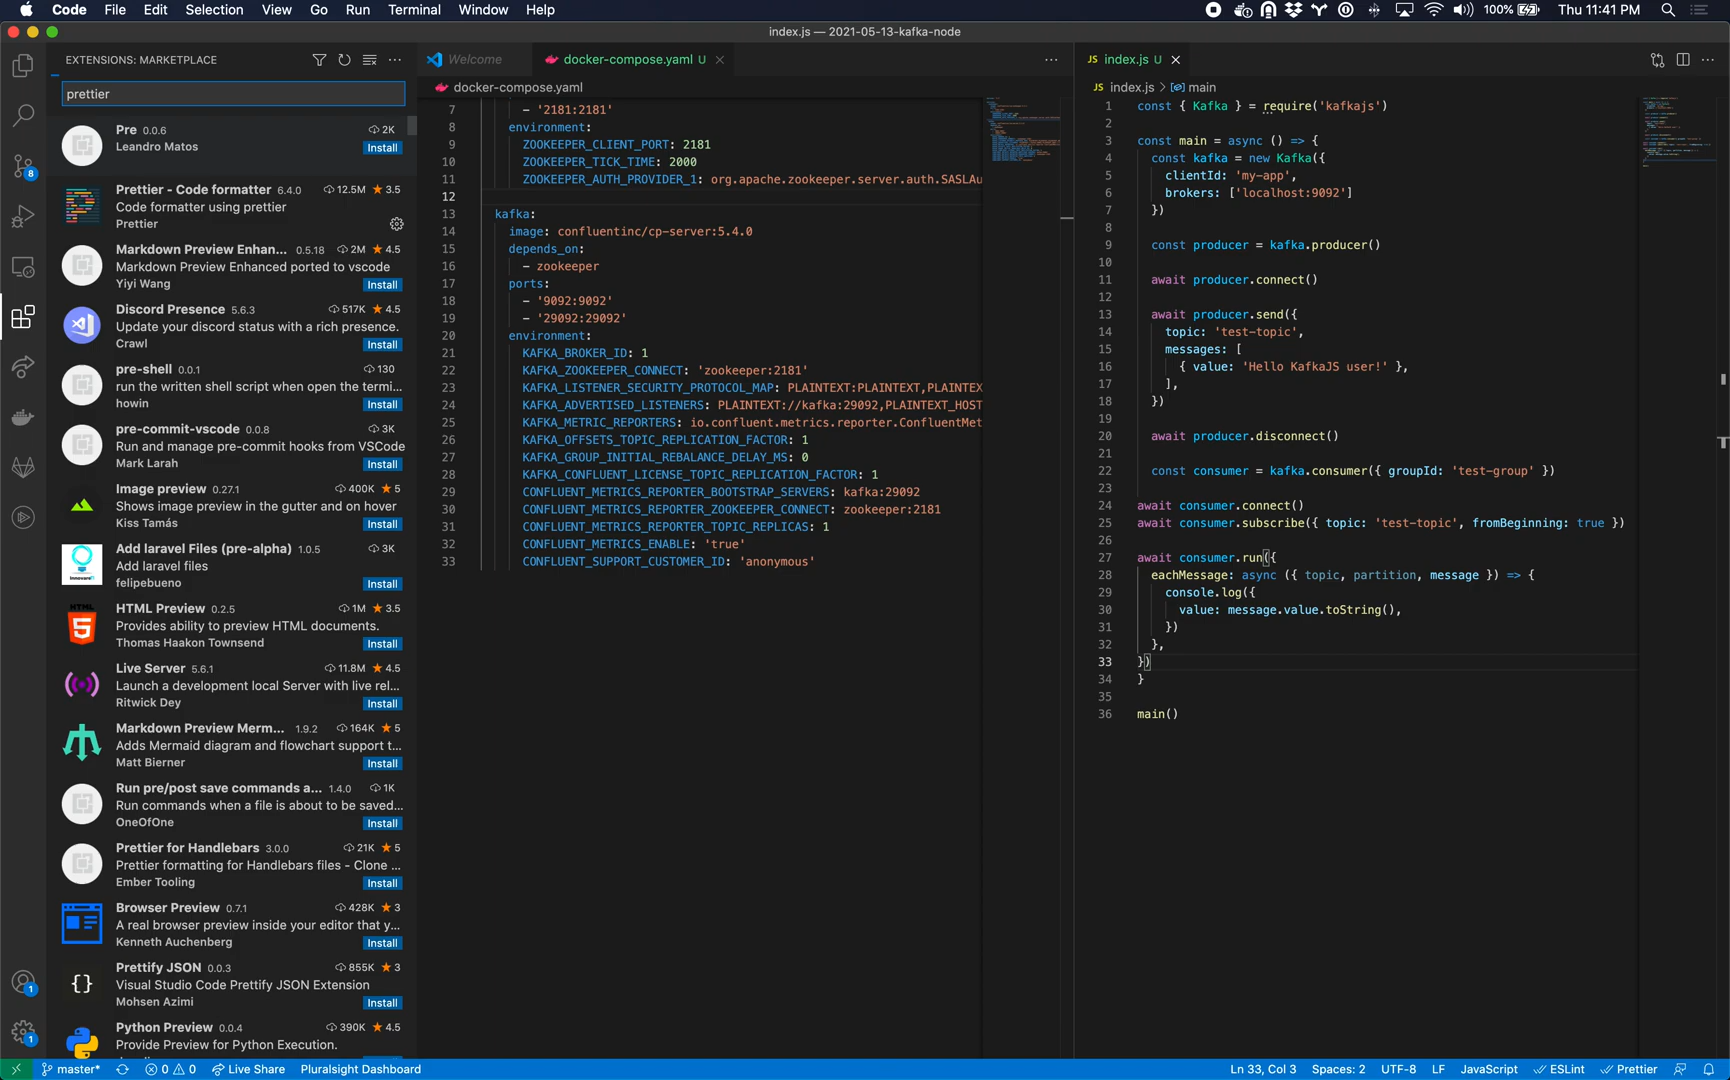 Code File Edit Selection View Go Run Terminal Window Help
100% Thu 11:41 PM
index.js — 2021-05-13-kafka-node
EXTENSIONS: MARKETPLACE
prettier
Pre 0.0.6 2K
Leandro Matos Install
Prettier - Code formatter 6.4.0 12.5M 3.5
Code formatter using prettier
Prettier
Markdown Preview Enhan... 0.5.18 2M 4.5
Markdown Preview Enhanced ported to vscode
Yiyi Wang Install
Discord Presence 5.6.3 517K 4.5
Update your discord status with a rich presence.
Crawl Install
pre-shell 0.0.1 130
run the written shell script when open the termi...
howin Install
pre-commit-vscode 0.0.8 3K
Run and manage pre-commit hooks from VSCode
Mark Larah Install
Image preview 0.27.1 400K 5
Shows image preview in the gutter and on hover
Kiss Tamás Install
Add laravel Files (pre-alpha) 1.0.5 3K
Add laravel files
felipebueno Install
HTML Preview 0.2.5 1M 3.5
Provides ability to preview HTML documents.
Thomas Haakon Townsend Install
Live Server 5.6.1 11.8M 4.5
Launch a development local Server with live rel...
Ritwick Dey Install
Markdown Preview Merm... 1.9.2 164K 5
Adds Mermaid diagram and flowchart support t...
Matt Bierner Install
Run pre/post save commands a... 1.4.0 1K
Run commands when a file is about to be saved...
OneOfOne Install
Prettier for Handlebars 3.0.0 21K 5
Prettier formatting for Handlebars files - Clone ...
Ember Tooling Install
Browser Preview 0.7.1 428K 3
A real browser preview inside your editor that y...
Kenneth Auchenberg Install
Prettify JSON 0.0.3 855K 3
Visual Studio Code Prettify JSON Extension
Mohsen Azimi Install
Python Preview 0.0.4 390K 4.5
Provide Preview for Python Execution.
8
1
1
HTML
5
{}
Welcome docker-compose.yaml U
docker-compose.yaml
7 - '2181:2181'
8 environment:
9 ZOOKEEPER_CLIENT_PORT: 2181
10 ZOOKEEPER_TICK_TIME: 2000
11 ZOOKEEPER_AUTH_PROVIDER_1: org.apache.zookeeper.server.auth.SASLAu
12
13 kafka:
14 image: confluentinc/cp-server:5.4.0
15 depends_on:
16 - zookeeper
17 ports:
18 - '9092:9092'
19 - '29092:29092'
20 environment:
21 KAFKA_BROKER_ID: 1
22 KAFKA_ZOOKEEPER_CONNECT: 'zookeeper:2181'
23 KAFKA_LISTENER_SECURITY_PROTOCOL_MAP: PLAINTEXT:PLAINTEXT,PLAINTEX
24 KAFKA_ADVERTISED_LISTENERS: PLAINTEXT://kafka:29092,PLAINTEXT_HOST
25 KAFKA_METRIC_REPORTERS: io.confluent.metrics.reporter.ConfluentMet
26 KAFKA_OFFSETS_TOPIC_REPLICATION_FACTOR: 1
27 KAFKA_GROUP_INITIAL_REBALANCE_DELAY_MS: 0
28 KAFKA_CONFLUENT_LICENSE_TOPIC_REPLICATION_FACTOR: 1
29 CONFLUENT_METRICS_REPORTER_BOOTSTRAP_SERVERS: kafka:29092
30 CONFLUENT_METRICS_REPORTER_ZOOKEEPER_CONNECT: zookeeper:2181
31 CONFLUENT_METRICS_REPORTER_TOPIC_REPLICAS: 1
32 CONFLUENT_METRICS_ENABLE: 'true'
33 CONFLUENT_SUPPORT_CUSTOMER_ID: 'anonymous'
JS index.js U
JS index.js > main
1 const { Kafka } = require('kafkajs')
2
3 const main = async () => {
4 const kafka = new Kafka({
5 clientId: 'my-app',
6 brokers: ['localhost:9092']
7 })
8
9 const producer = kafka.producer()
10
11 await producer.connect()
12
13 await producer.send({
14 topic: 'test-topic',
15 messages: [
16 { value: 'Hello KafkaJS user!' },
17 ],
18 })
19
20 await producer.disconnect()
21
22 const consumer = kafka.consumer({ groupId: 'test-group' })
23
24 await consumer.connect()
25 await consumer.subscribe({ topic: 'test-topic', fromBeginning: true })
26
27 await consumer.run({
28 eachMessage: async ({ topic, partition, message }) => {
29 console.log({
30 value: message.value.toString(),
31 })
32 },
33 })
34 }
35
36 main()
master* 0 0 Live Share Pluralsight Dashboard
Ln 33, Col 3 Spaces: 2 UTF-8 LF JavaScript ESLint Prettier